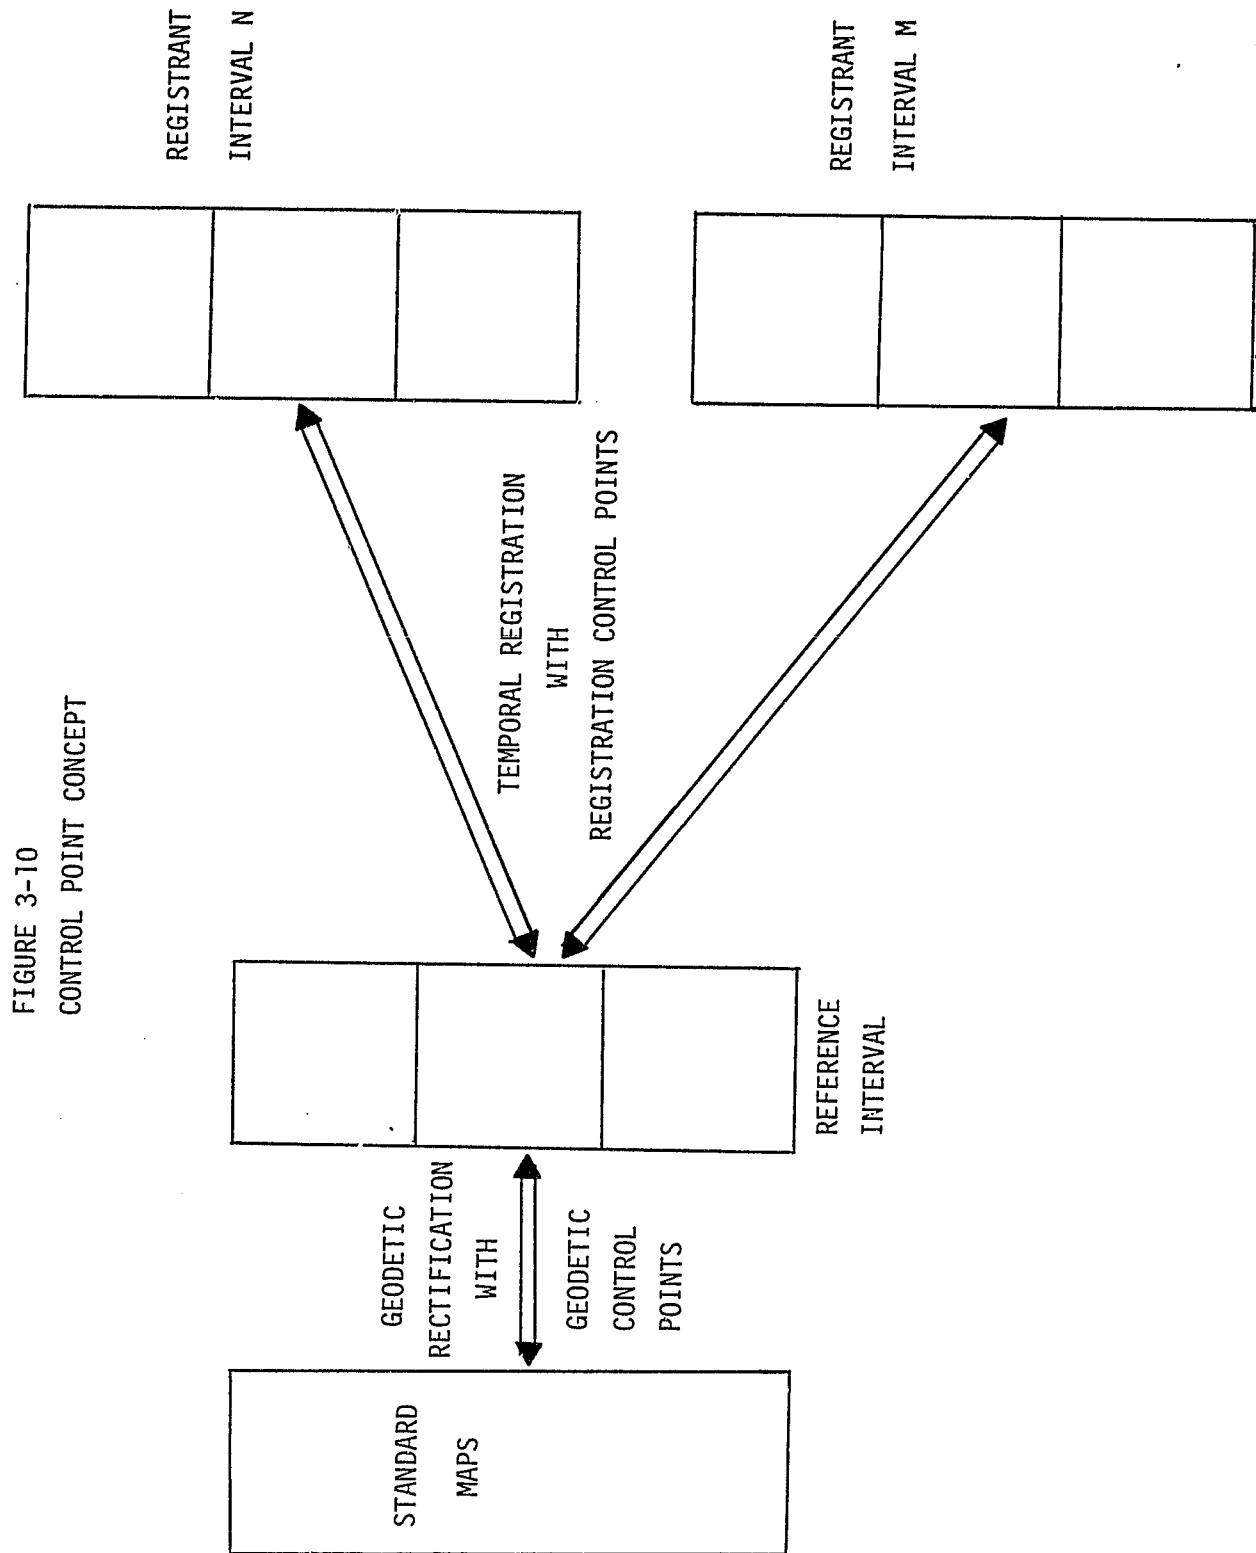 FIGURE 3-10
CONTROL POINT CONCEPT
STANDARD
MAPS
GEODETIC
RECTIFICATION
WITH
GEODETIC
CONTROL
POINTS
REFERENCE
INTERVAL
TEMPORAL REGISTRATION
WITH
REGISTRATION CONTROL POINTS
REGISTRANT
INTERVAL N
REGISTRANT
INTERVAL M